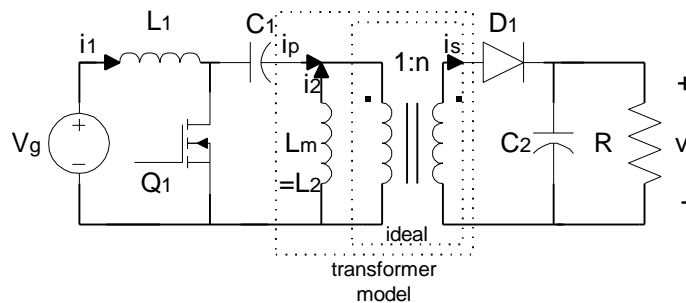 L1
C1
D1
i1
ip
1:n
is
i2
+
Vg
+
−
Lm
C2
R
v
Q1
=L2
-
ideal
transformer
model